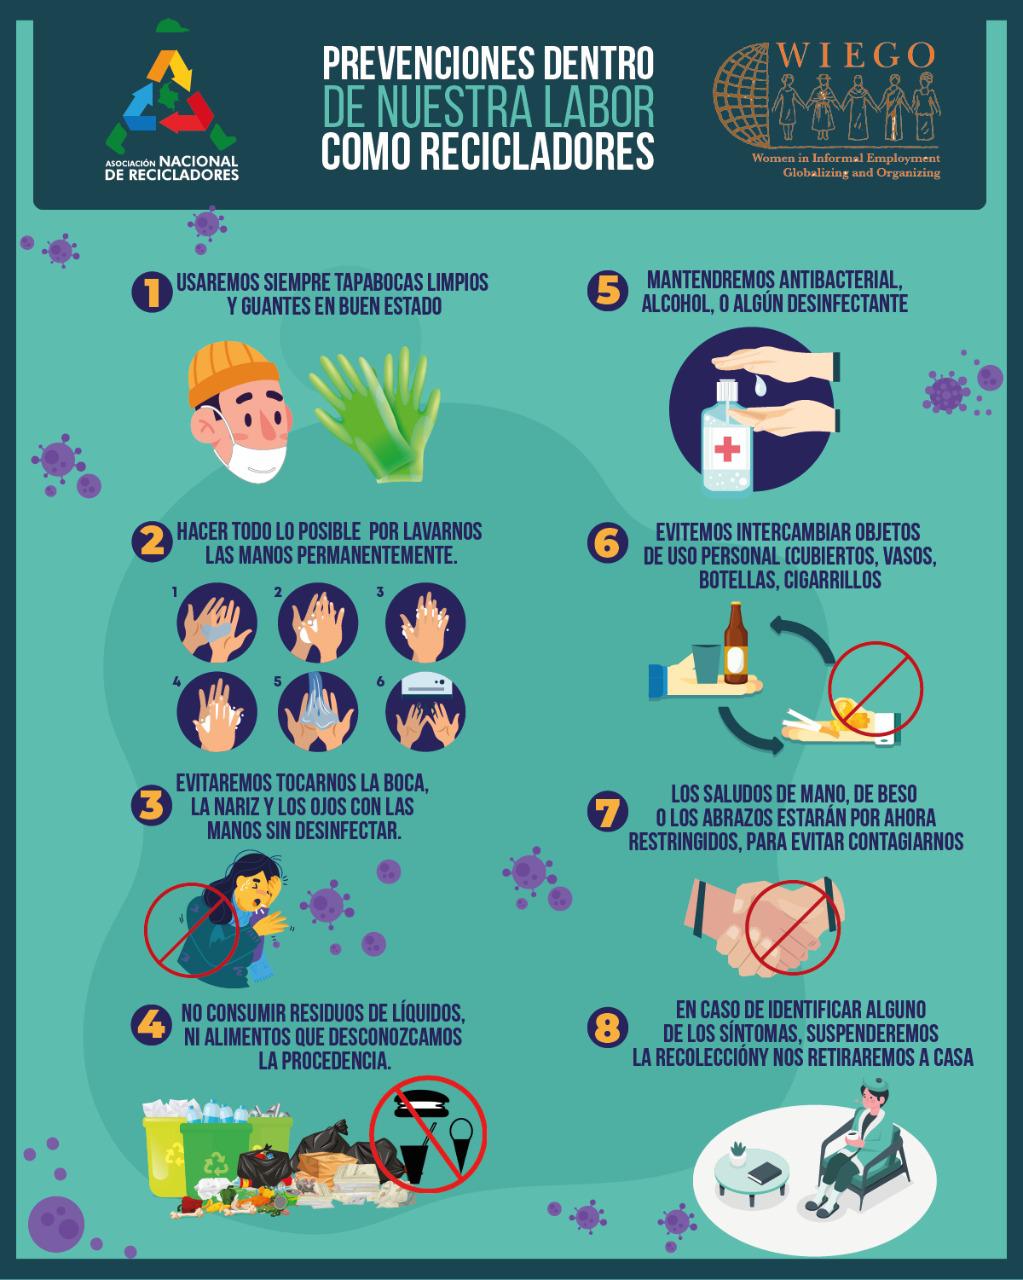 ASOCIACIÓN NACIONAL
DE RECICLADORES
PREVENCIONES DENTRO
DE NUESTRA LABOR
COMO RECICLADORES
WIEGO
Women in Informal Employment
Globalizing and Organizing
1 USAREMOS SIEMPRE TAPABOCAS LIMPIOS
Y GUANTES EN BUEN ESTADO
2 HACER TODO LO POSIBLE POR LAVARNOS
LAS MANOS PERMANENTEMENTE.
1 2 3
4 5 6
3 EVITAREMOS TOCARNOS LA BOCA,
LA NARIZ Y LOS OJOS CON LAS
MANOS SIN DESINFECTAR.
4 NO CONSUMIR RESIDUOS DE LÍQUIDOS,
NI ALIMENTOS QUE DESCONOZCAMOS
LA PROCEDENCIA.
5 MANTENDREMOS ANTIBACTERIAL,
ALCOHOL, O ALGÚN DESINFECTANTE
6 EVITEMOS INTERCAMBIAR OBJETOS
DE USO PERSONAL (CUBIERTOS, VASOS,
BOTELLAS, CIGARRILLOS
7 LOS SALUDOS DE MANO, DE BESO
O LOS ABRAZOS ESTARÁN POR AHORA
RESTRINGIDOS, PARA EVITAR CONTAGIARNOS
8 EN CASO DE IDENTIFICAR ALGUNO
DE LOS SÍNTOMAS, SUSPENDEREMOS
LA RECOLECCIÓNY NOS RETIRAREMOS A CASA